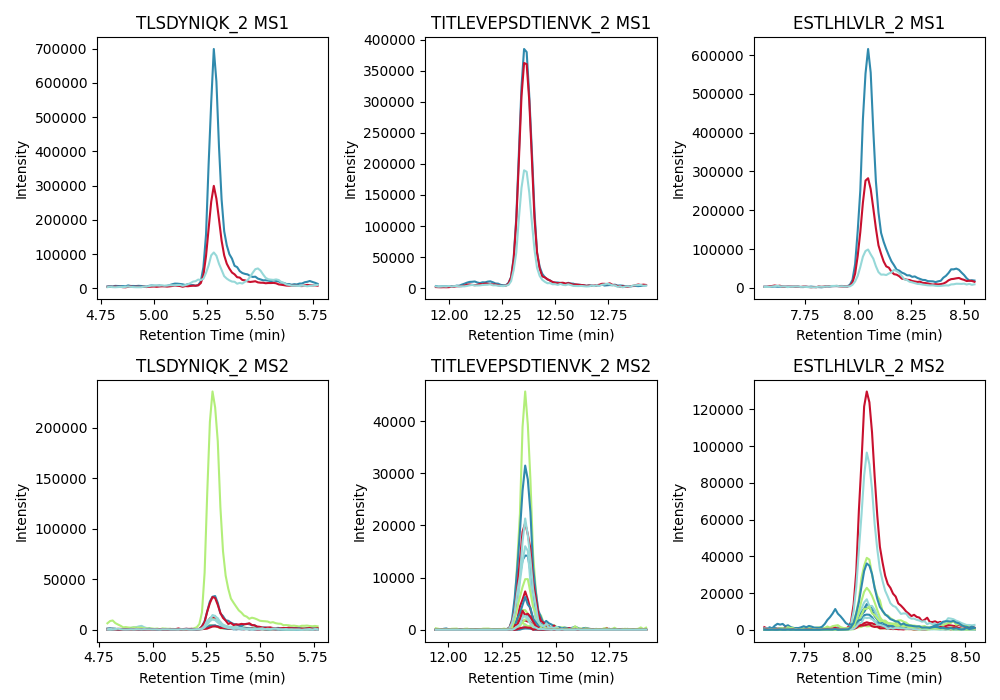 TLSDYNIQK_2 MS1
TITLEVEPSDTIENVK_2 MS1
ESTLHLVLR_2 MS1
700000
600000
500000
400000
300000
200000
100000
0
Intensity
4.75 5.00 5.25 5.50 5.75
Retention Time (min)
400000
350000
300000
250000
200000
150000
100000
50000
0
Intensity
12.00 12.25 12.50 12.75
Retention Time (min)
600000
500000
400000
300000
200000
100000
0
Intensity
7.75 8.00 8.25 8.50
Retention Time (min)
TLSDYNIQK_2 MS2
TITLEVEPSDTIENVK_2 MS2
ESTLHLVLR_2 MS2
200000
150000
100000
50000
0
Intensity
4.75 5.00 5.25 5.50 5.75
Retention Time (min)
40000
30000
20000
10000
0
Intensity
12.00 12.25 12.50 12.75
Retention Time (min)
120000
100000
80000
60000
40000
20000
0
Intensity
7.75 8.00 8.25 8.50
Retention Time (min)